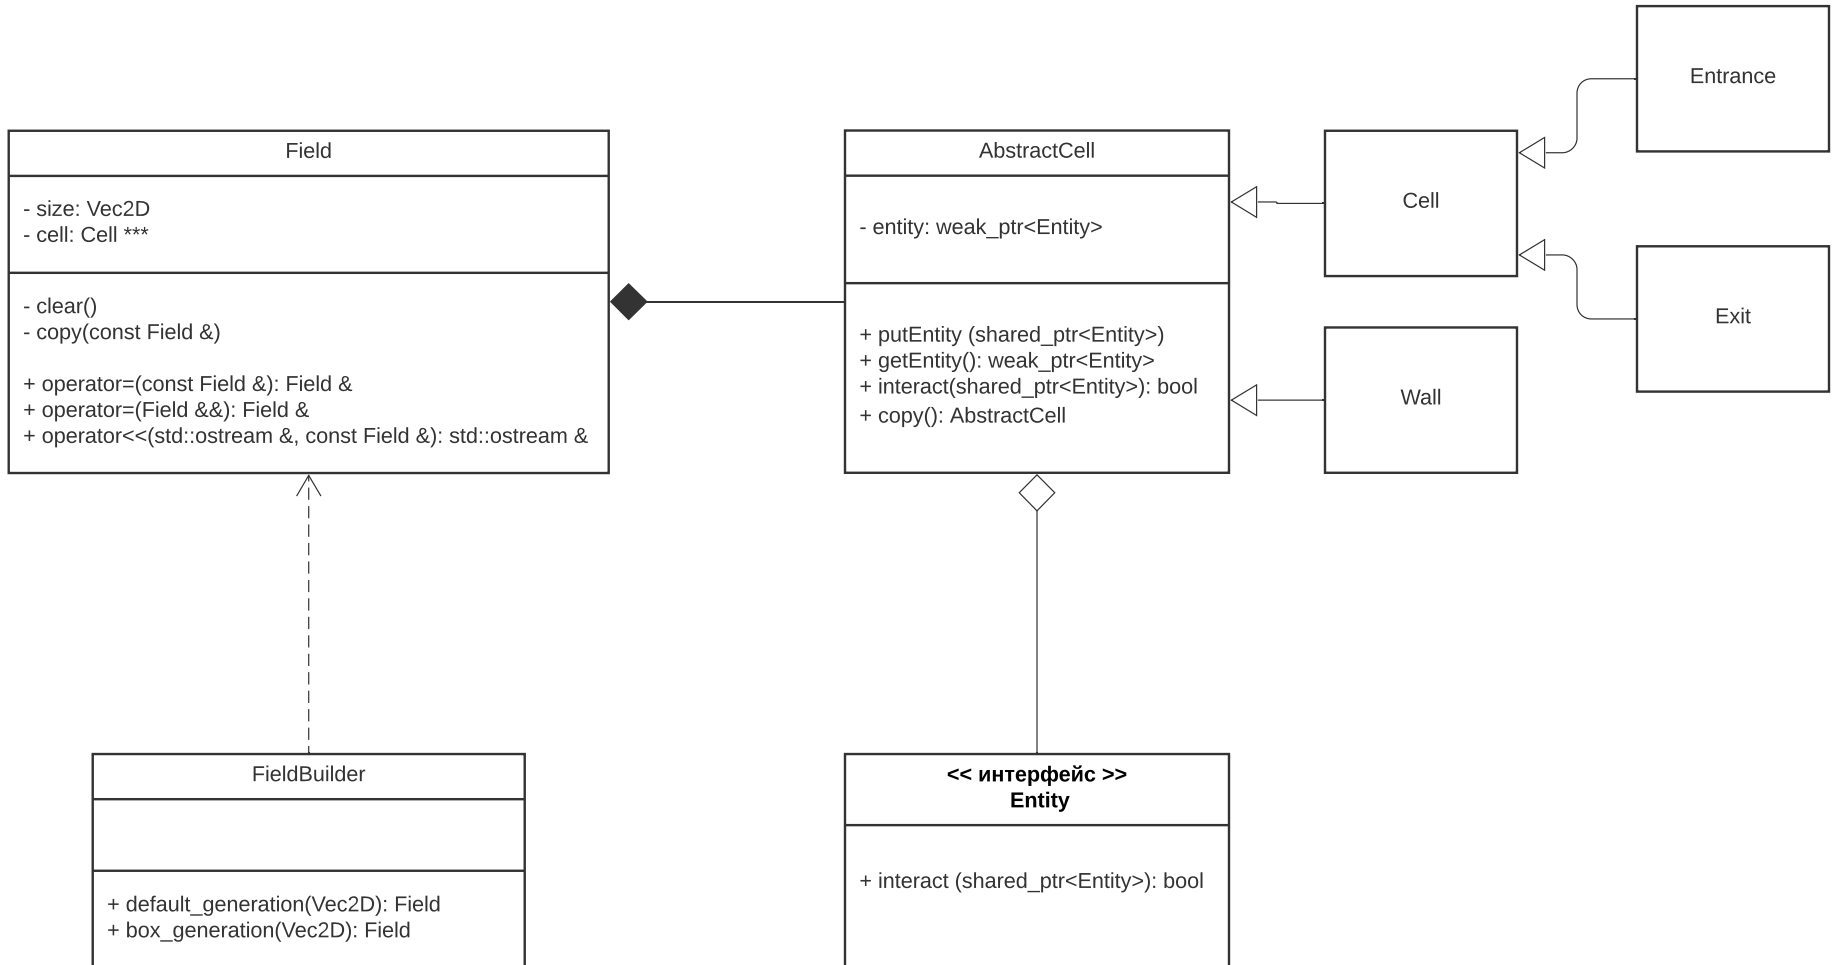 Entrance
Field
- size: Vec2D
- cell: Cell ***
- clear()
- copy(const Field &)
+ operator=(const Field &): Field &
+ operator=(Field &&): Field &
+ operator<<(std::ostream &, const Field &): std::ostream &
AbstractCell
- entity: weak_ptr<Entity>
+ putEntity (shared_ptr<Entity>)
+ getEntity(): weak_ptr<Entity>
+ interact(shared_ptr<Entity>): bool
+ copy(): AbstractCell
Cell
Exit
Wall
FieldBuilder
+ default_generation(Vec2D): Field
+ box_generation(Vec2D): Field
<< интерфейс >>
Entity
+ interact (shared_ptr<Entity>): bool